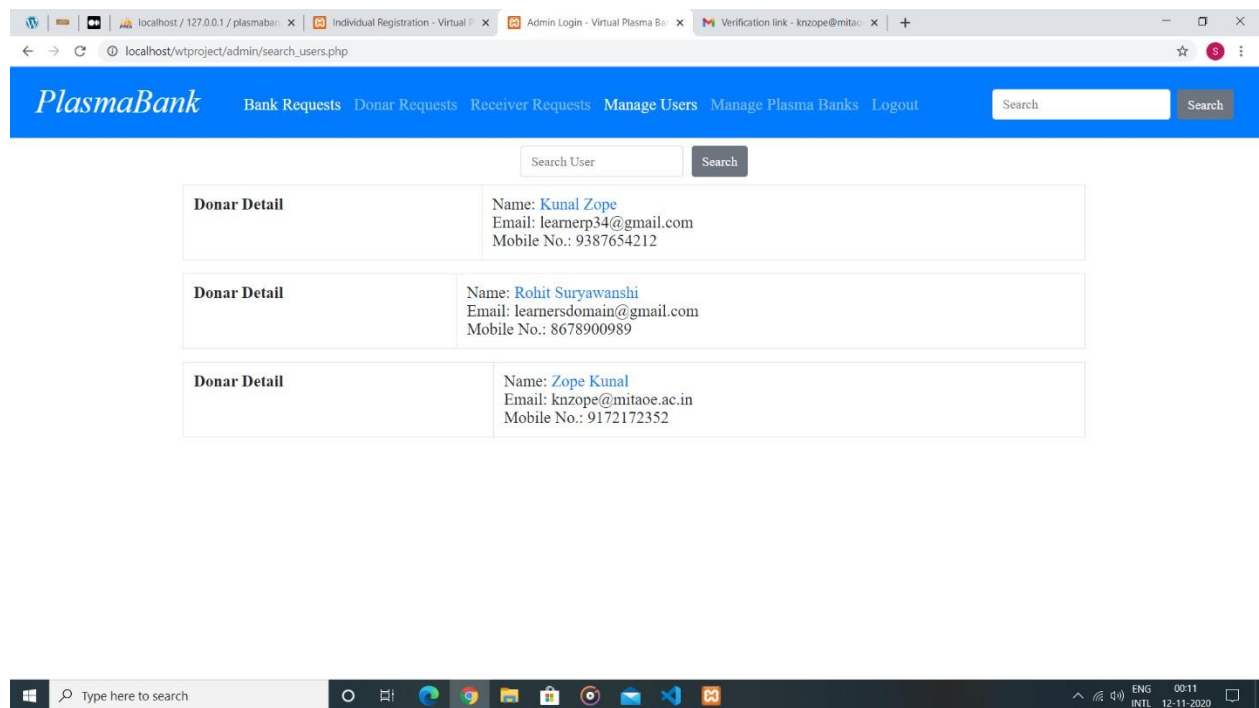 localhost / 127.0.0.1 / plasmaban
Individual Registration - Virtual P
Admin Login - Virtual Plasma Ba
Verification link - knzope@mitao
localhost/wtproject/admin/search_users.php
S
PlasmaBank
Bank Requests Donar Requests Receiver Requests Manage Users Manage Plasma Banks Logout
Search Search
Search User Search
Donar Detail
Name: Kunal Zope
Email: learnerp34@gmail.com
Mobile No.: 9387654212
Donar Detail
Name: Rohit Suryawanshi
Email: learnersdomain@gmail.com
Mobile No.: 8678900989
Donar Detail
Name: Zope Kunal
Email: knzope@mitaoe.ac.in
Mobile No.: 9172172352
Type here to search
ENG
INTL
00:11
12-11-2020